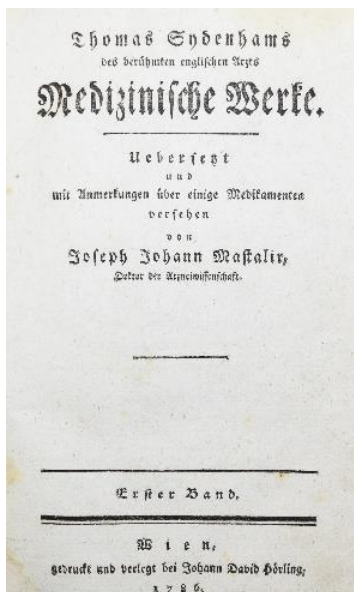 Thomas Sydenhams
des berühmten englischen Arzts
Medizinische Werke.
Uebersetzt
und
mit Anmerkungen über einige Medikamenten
versehen
von
Joseph Johann Mastalir,
Doktor der Arzneiwissenschaft.
Erster Band.
Wien,
gedruckt und verlegt bei Johann David Hörling,
1786.